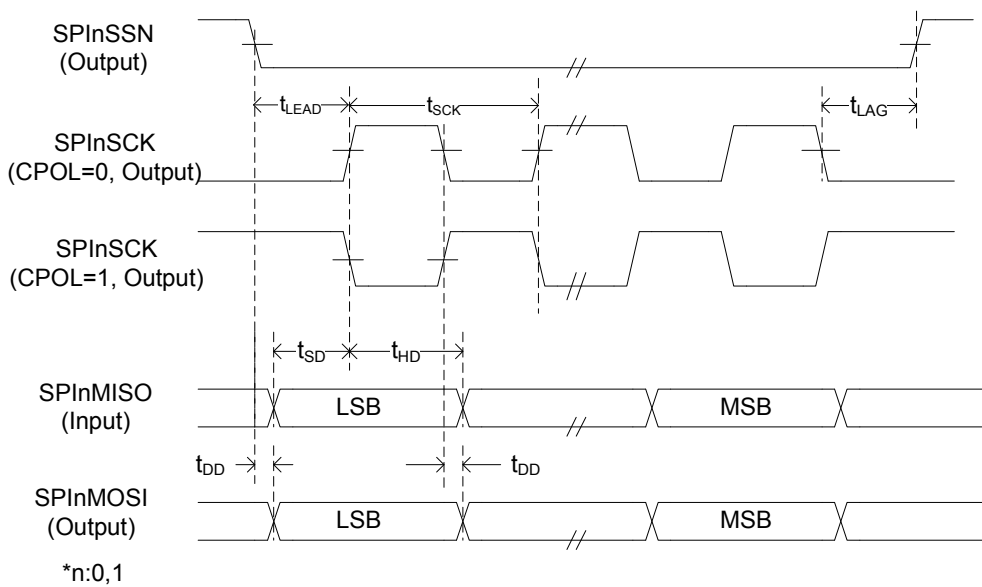 SPInSSN
(Output)
tLEAD
tSCK
tLAG
SPInSCK
(CPOL=0, Output)
SPInSCK
(CPOL=1, Output)
tSD
tHD
SPInMISO
(Input)
LSB
MSB
tDD
tDD
SPInMOSI
(Output)
LSB
MSB
*n:0,1